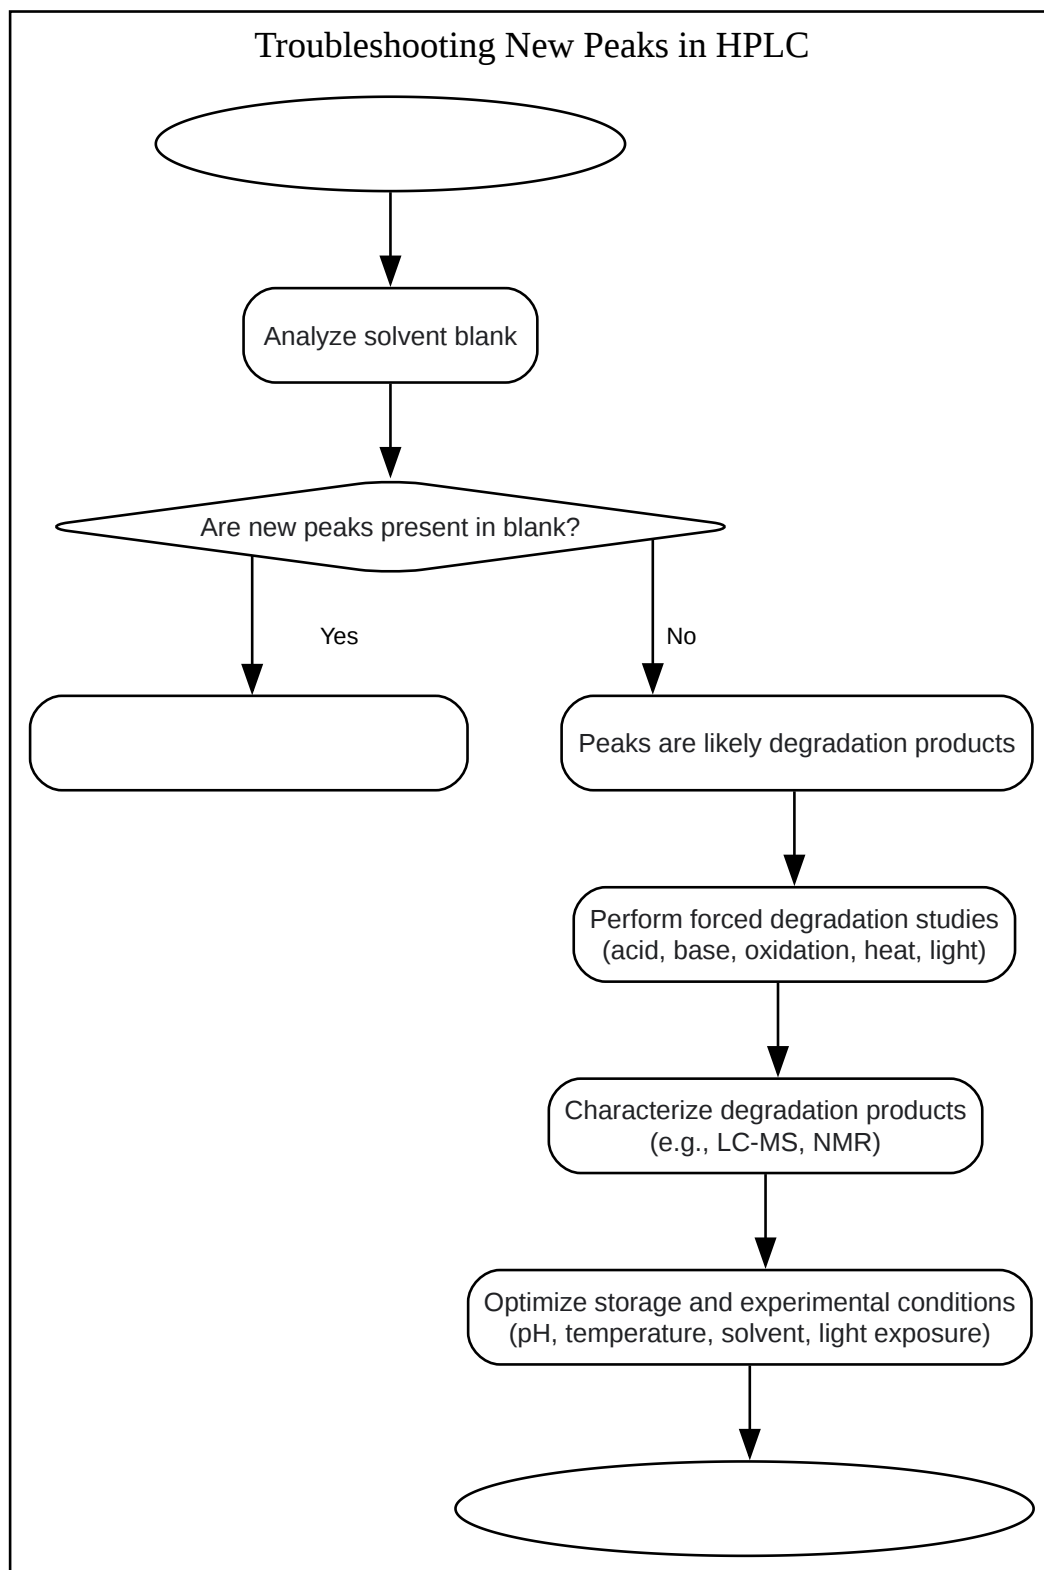 Troubleshooting New Peaks in HPLC
Analyze solvent blank
Are new peaks present in blank?
Yes
No
Peaks are likely degradation products
Perform forced degradation studies
(acid, base, oxidation, heat, light)
Characterize degradation products
(e.g., LC-MS, NMR)
Optimize storage and experimental conditions
(pH, temperature, solvent, light exposure)